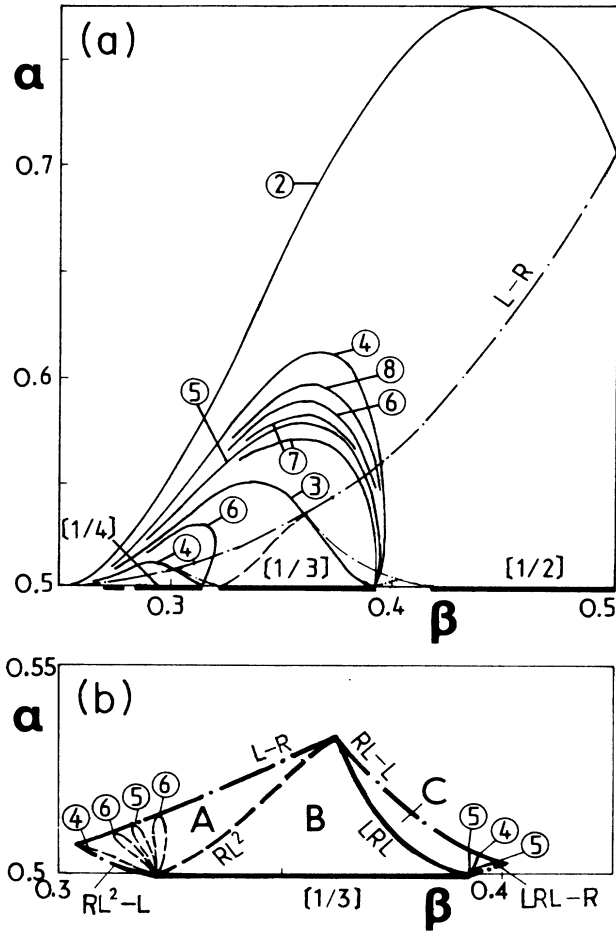 (a)
α
0.7
0.6
0.5
②
L–R
④
⑧
⑥
⑤
⑦
③
⑥
④
[1/4]
[1/3]
[1/2]
0.3
0.4
0.5
β
0.55
(b)
α
0.5
L–R
RL–L
④
⑥
⑤
⑥
A
B
C
RL²
LRL
⑤
④
⑤
0.3
RL²–L
[1/3]
β
0.4
LRL–R